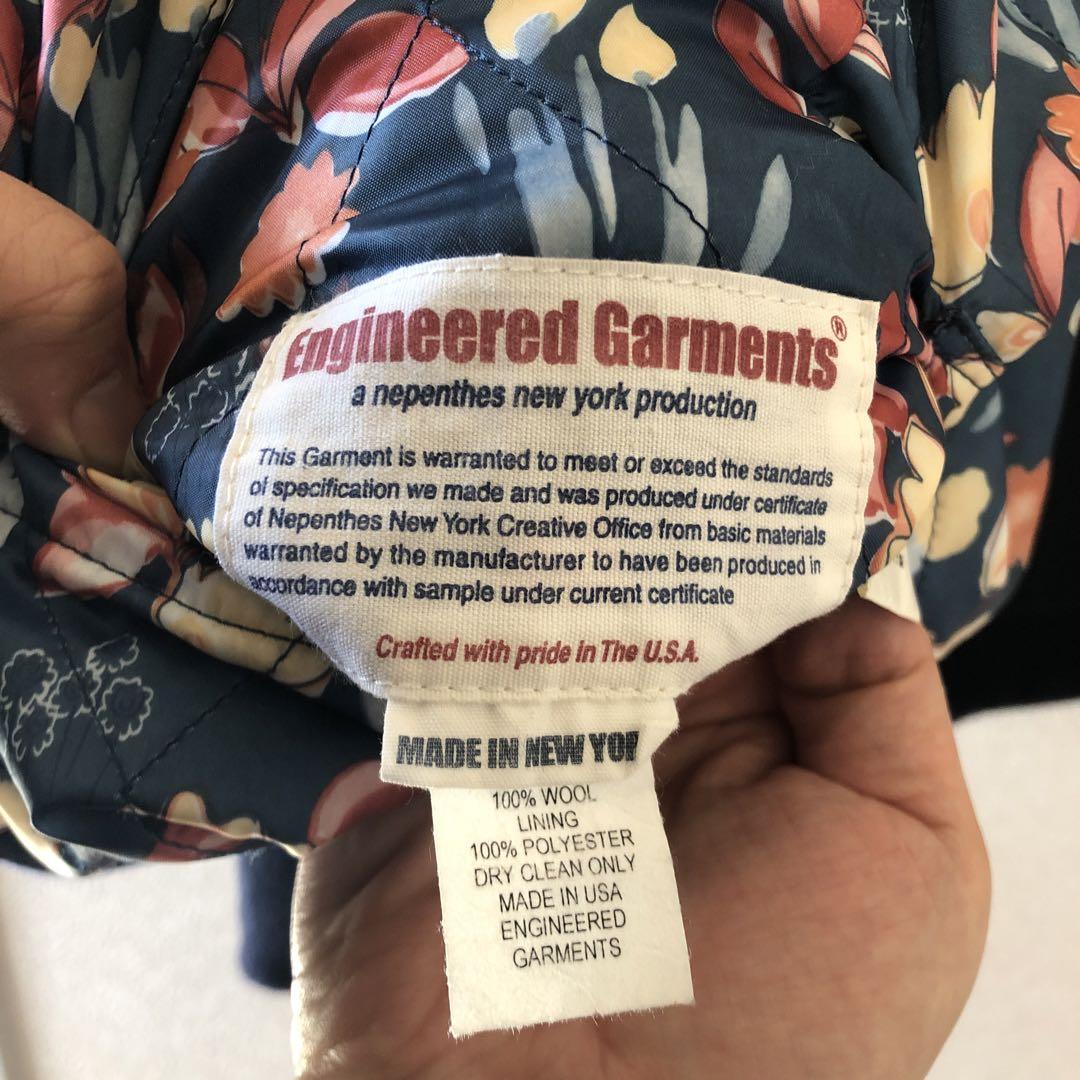 Engineered Garments®
a nepenthes new york production
This Garment is warranted to meet or exceed the standards
of specification we made and was produced under certificate
of Nepenthes New York Creative Office from basic materials
warranted by the manufacturer to have been produced in
accordance with sample under current certificate
Crafted with pride in The U.S.A.
MADE IN NEW YOR
100% WOOL
LINING
100% POLYESTER
DRY CLEAN ONLY
MADE IN USA
ENGINEERED
GARMENTS